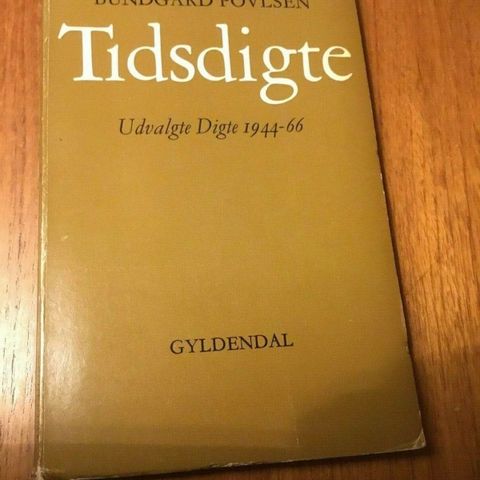 BUNDGÅRD POVLSEN
Tidsdigte
Udvalgte Digte 1944-66
GYLDENDAL